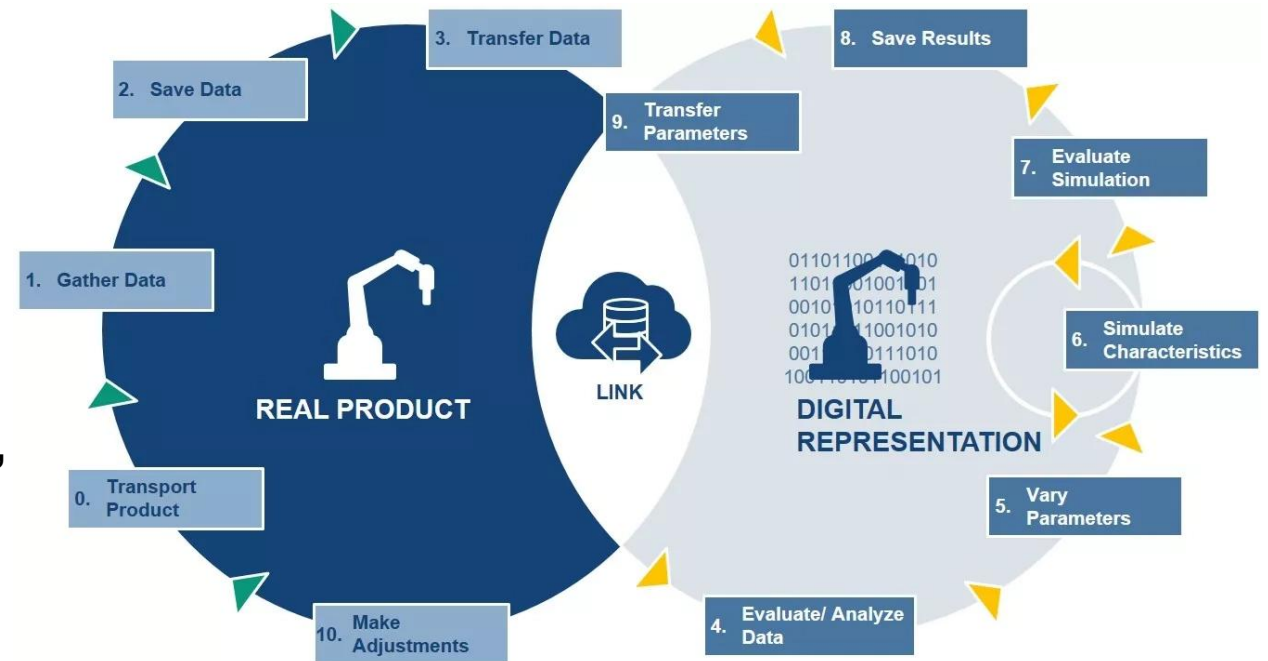 3. Transfer Data
8. Save Results
2. Save Data
9. Transfer
Parameters
7. Evaluate
Simulation
1. Gather Data
6. Simulate
Characteristics
LINK
REAL PRODUCT
DIGITAL
REPRESENTATION
0. Transport
Product
5. Vary
Parameters
10. Make
Adjustments
4. Evaluate/ Analyze
Data